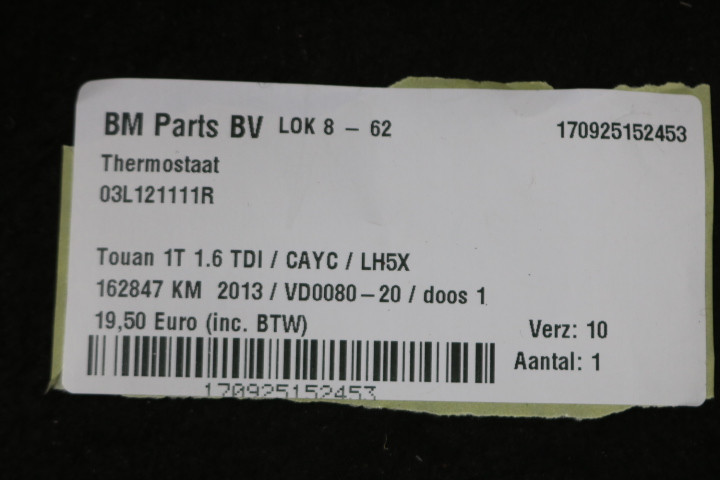 BM Parts BV LOK 8 - 62 170925152453
Thermostaat
03L121111R
Touan 1T 1.6 TDI / CAYC / LH5X
162847 KM 2013 / VD0080-20 / doos 1
19,50 Euro (inc. BTW)
Verz: 10
Aantal: 1
170925152453